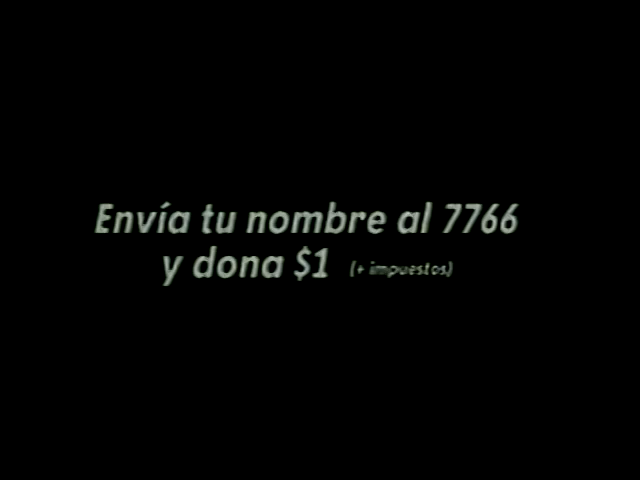 Envía tu nombre al 7766
y dona $1 (+ impuestos)